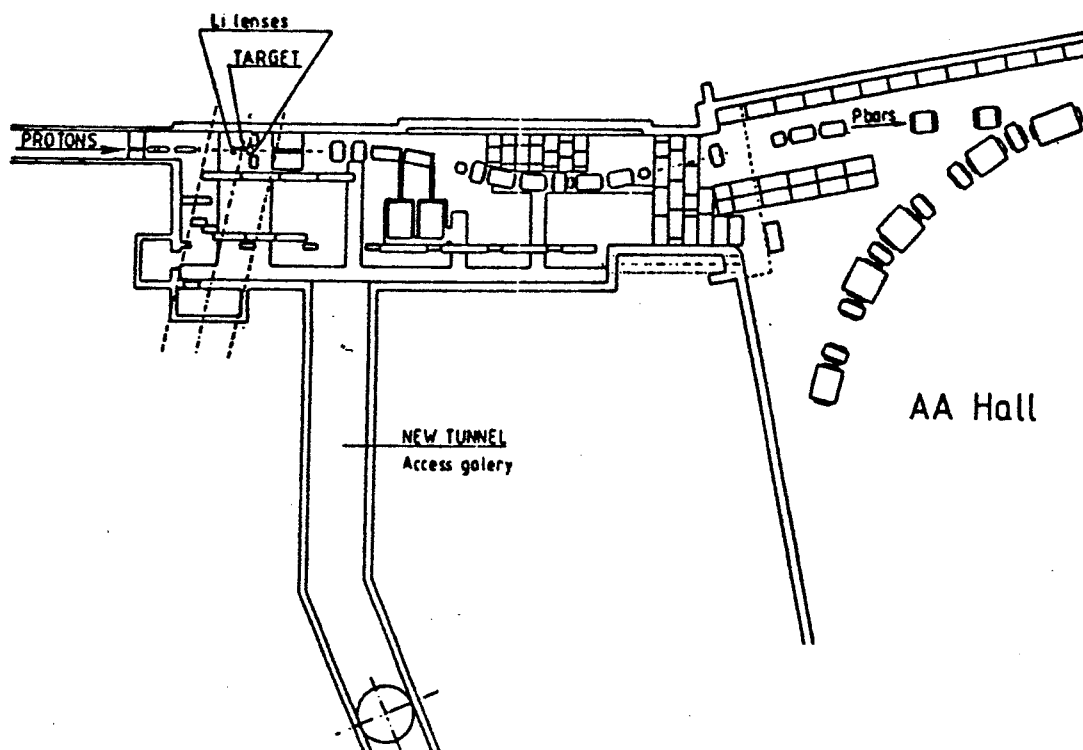 Li lenses
TARGET
PROTONS
Pbars
AA Hall
NEW TUNNEL
Access galery